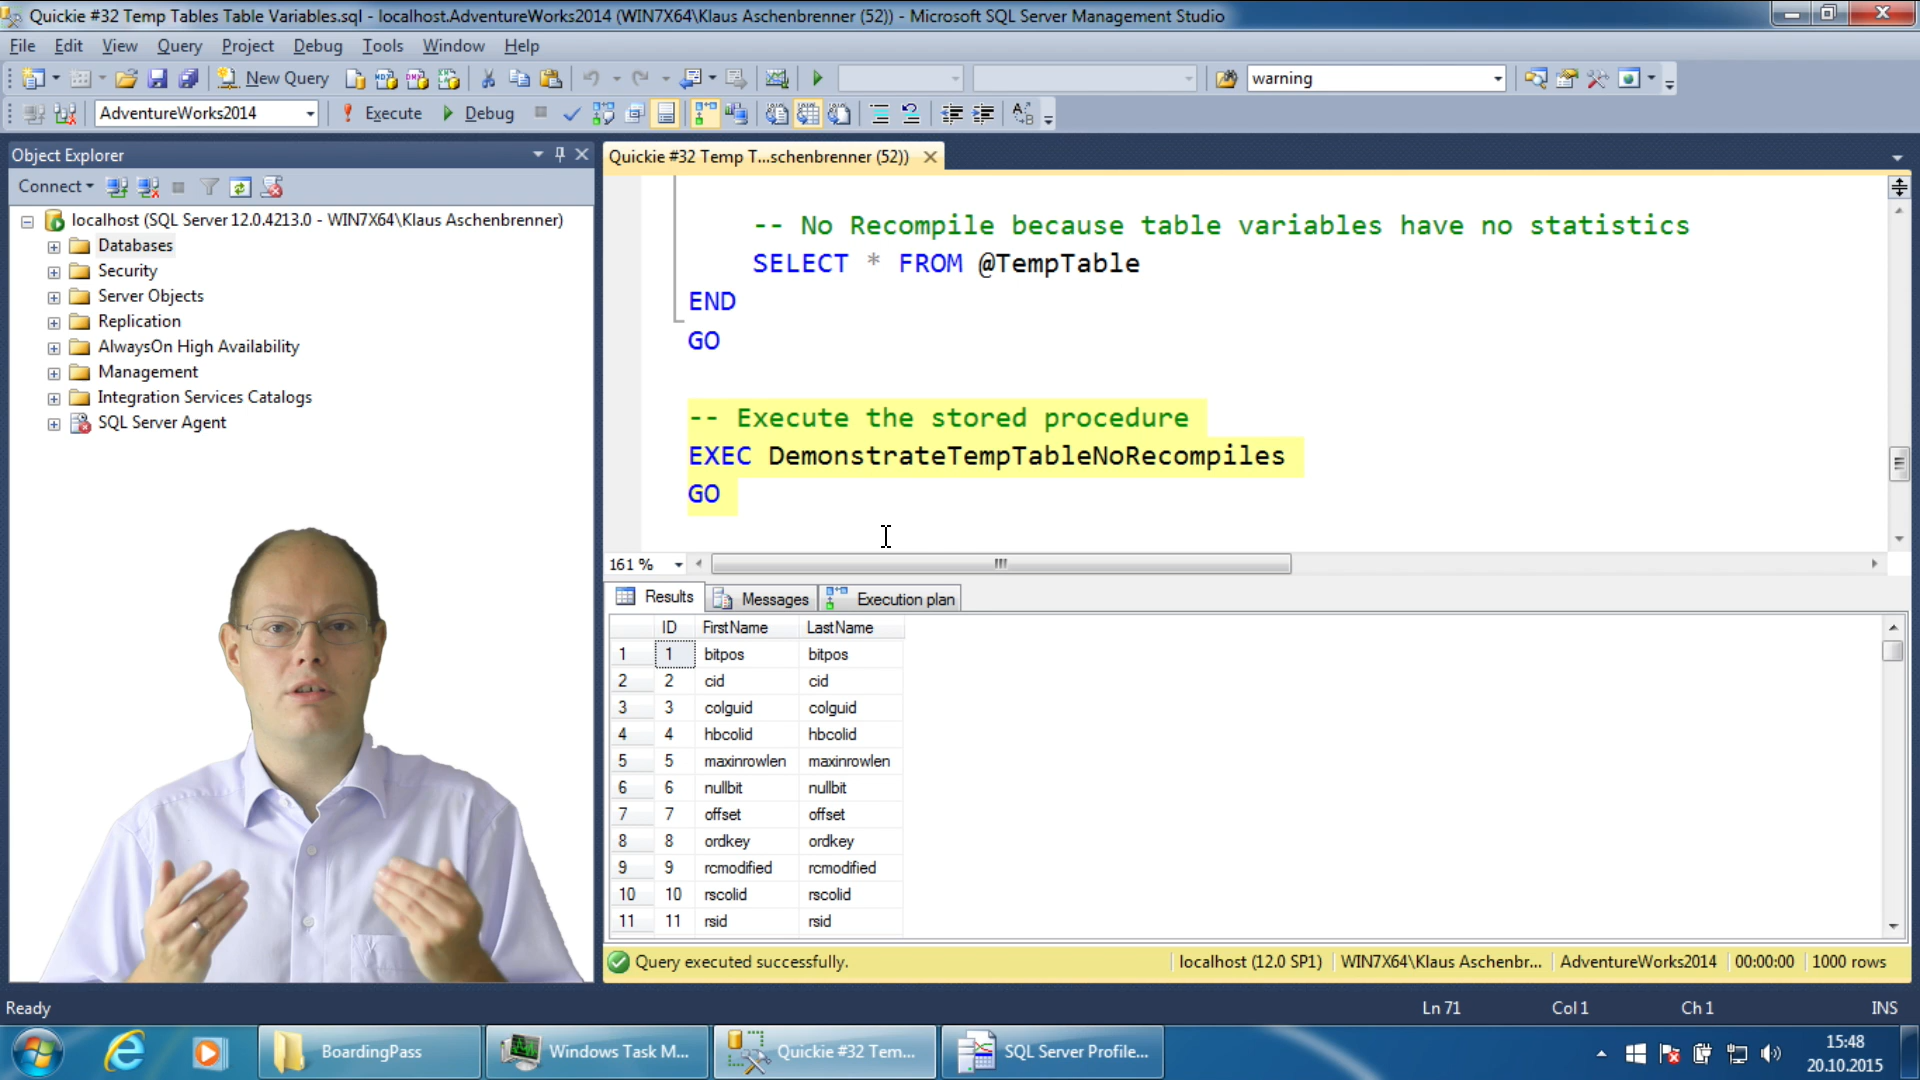 Quickie #32 Temp Tables Table Variables.sql - localhost.AdventureWorks2014 (WIN7X64\Klaus Aschenbrenner (52)) - Microsoft SQL Server Management Studio
File Edit View Query Project Debug Tools Window Help
New Query warning
AdventureWorks2014 Execute Debug
Object Explorer
Connect
localhost (SQL Server 12.0.4213.0 - WIN7X64\Klaus Aschenbrenner)
Databases
Security
Server Objects
Replication
AlwaysOn High Availability
Management
Integration Services Catalogs
SQL Server Agent
Quickie #32 Temp T...schenbrenner (52))
-- No Recompile because table variables have no statistics
SELECT * FROM @TempTable
END
GO
-- Execute the stored procedure
EXEC DemonstrateTempTableNoRecompiles
GO
161 %
Results Messages Execution plan
ID FirstName LastName
1 1 bitpos bitpos
2 2 cid cid
3 3 colguid colguid
4 4 hbcolid hbcolid
5 5 maxinrowlen maxinrowlen
6 6 nullbit nullbit
7 7 offset offset
8 8 ordkey ordkey
9 9 rcmodified rcmodified
10 10 rscolid rscolid
11 11 rsid rsid
Query executed successfully. localhost (12.0 SP1) WIN7X64\Klaus Aschenbr... AdventureWorks2014 00:00:00 1000 rows
Ready Ln 71 Col 1 Ch 1 INS
BoardingPass Windows Task M... Quickie #32 Tem... SQL Server Profile... 15:48
20.10.2015